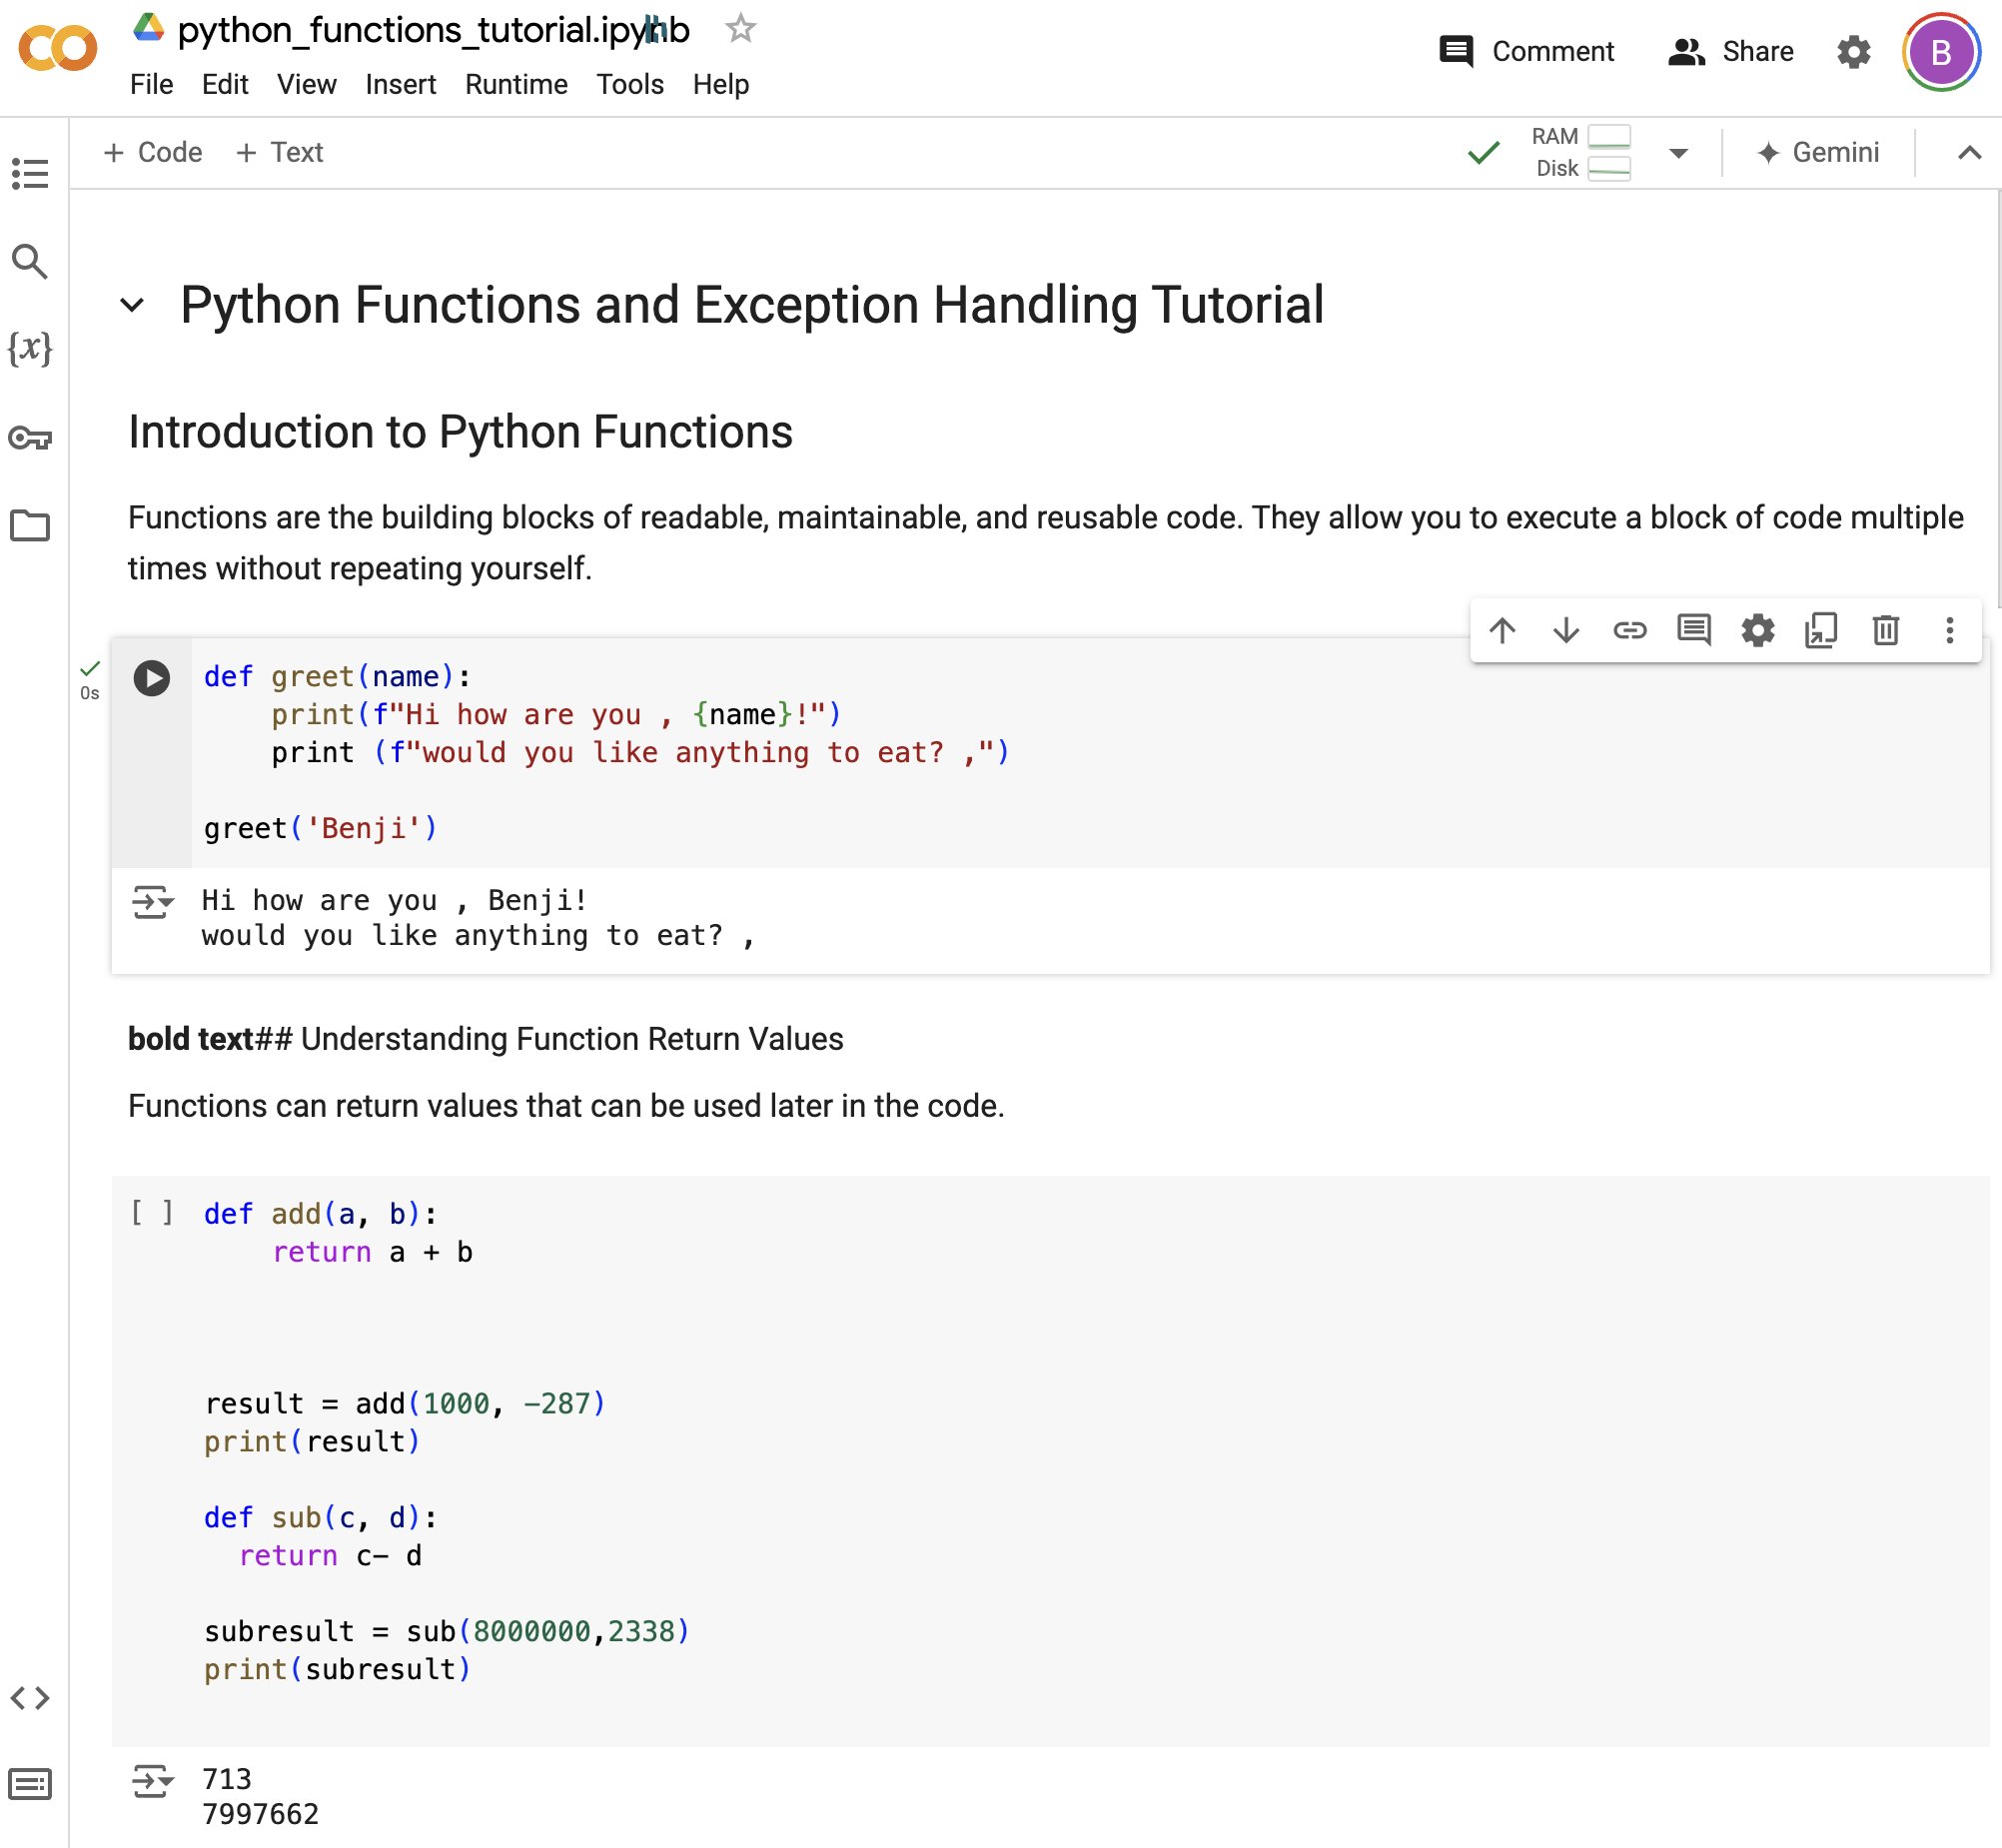 python_functions_tutorial.ipynb
Comment
Share
B
File Edit View Insert Runtime Tools Help
+ Code + Text
RAM
Disk
Gemini
{x}
Python Functions and Exception Handling Tutorial
Introduction to Python Functions
Functions are the building blocks of readable, maintainable, and reusable code. They allow you to execute a block of code multiple
times without repeating yourself.
0s
def greet(name):
    print(f"Hi how are you , {name}!")
    print (f"would you like anything to eat? ,")
greet('Benji')
Hi how are you , Benji!
would you like anything to eat? ,
bold text## Understanding Function Return Values
Functions can return values that can be used later in the code.
[ ] def add(a, b):
    return a + b
result = add(1000, -287)
print(result)
def sub(c, d):
  return c- d
subresult = sub(8000000,2338)
print(subresult)
713
7997662